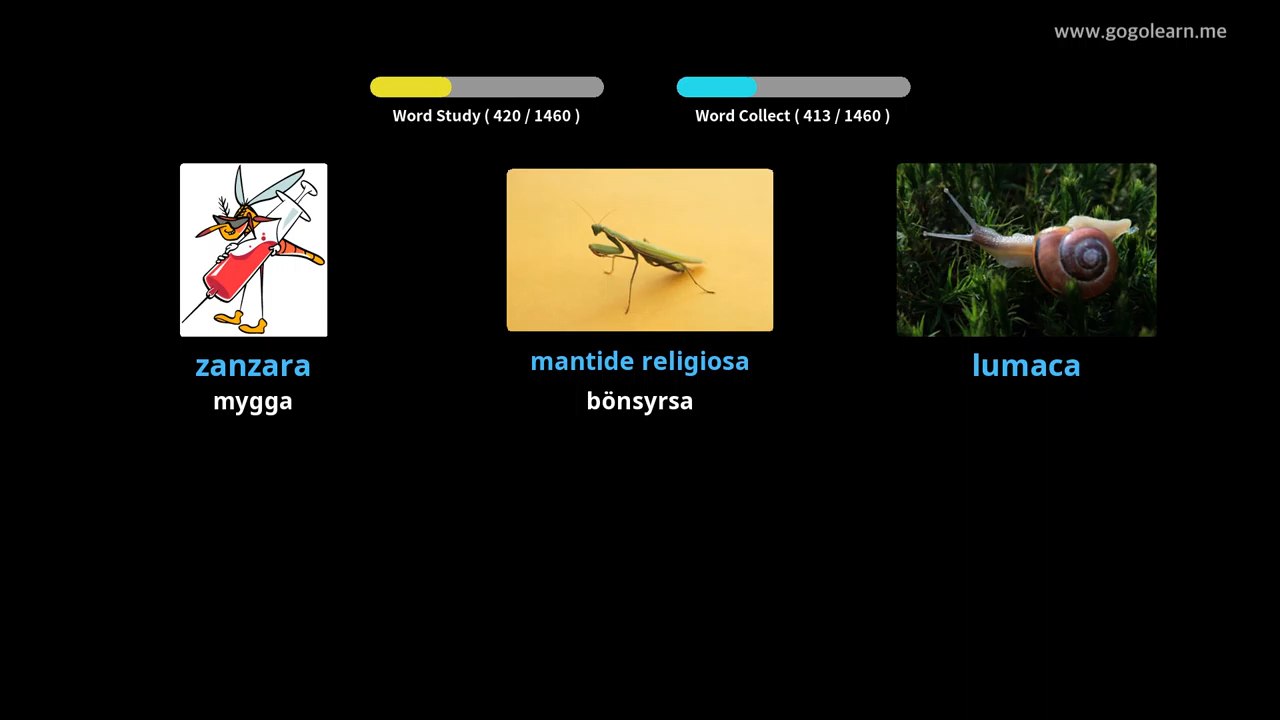 www.gogolearn.me
Word Study ( 420 / 1460 )
Word Collect ( 413 / 1460 )
zanzara
mygga
mantide religiosa
bönsyrsa
lumaca